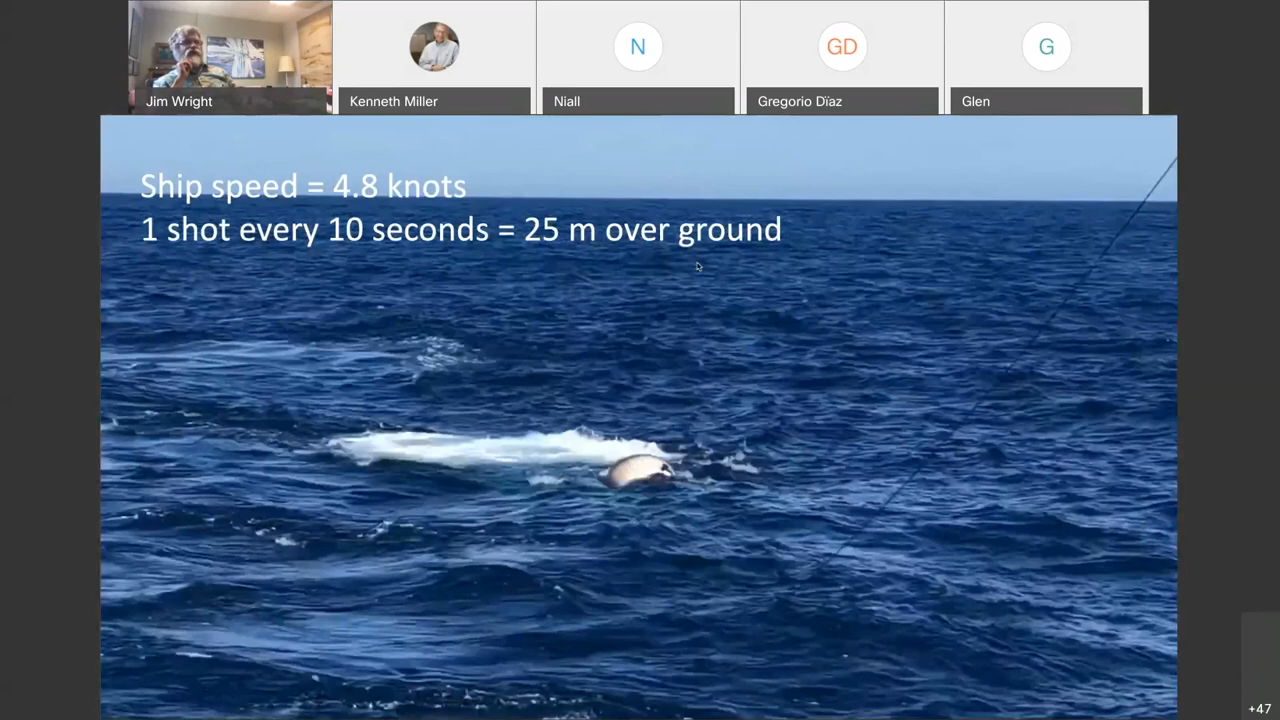 Jim Wright
Kenneth Miller
N
Niall
GD
Gregorio Dïaz
G
Glen
Ship speed = 4.8 knots
1 shot every 10 seconds = 25 m over ground
+47